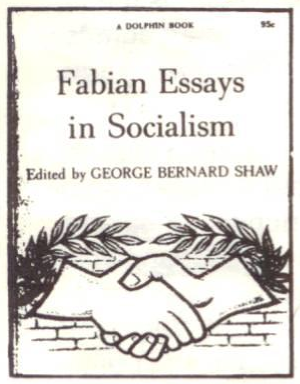 A DOLPHIN BOOK 95c
Fabian Essays
in Socialism
Edited by GEORGE BERNARD SHAW